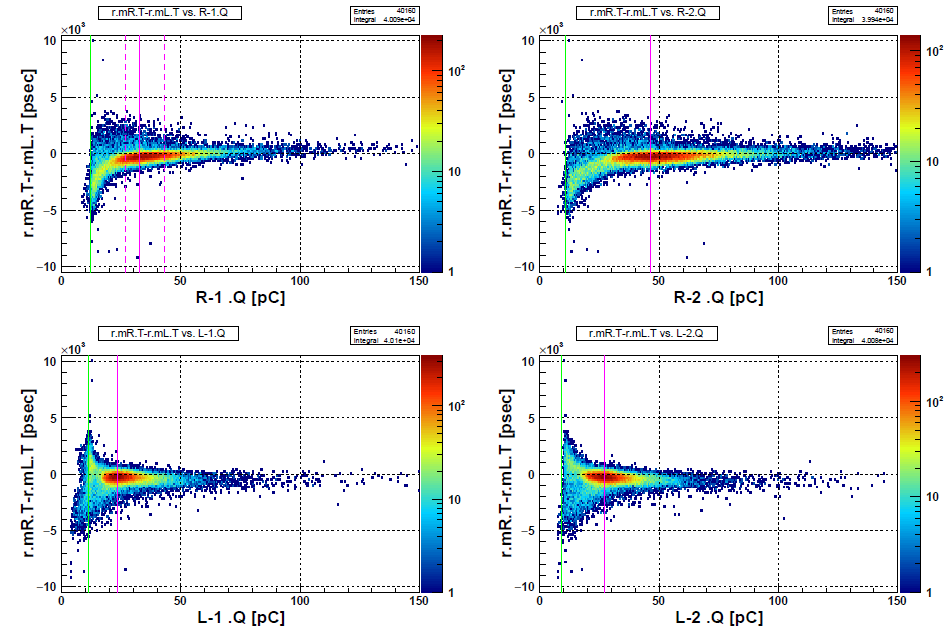 r.mR.T-r.mL.T vs. R-1.Q
Entries 40160
Integral 4.009e+04
×10³
r.mR.T-r.mL.T [psec]
10
5
0
−5
−10
0 50 100 150
R-1 .Q [pC]
10²
10
1
r.mR.T-r.mL.T vs. R-2.Q
Entries 40160
Integral 3.994e+04
×10³
r.mR.T-r.mL.T [psec]
10
5
0
−5
−10
0 50 100 150
R-2 .Q [pC]
10²
10
1
r.mR.T-r.mL.T vs. L-1.Q
Entries 40160
Integral 4.01e+04
×10³
r.mR.T-r.mL.T [psec]
10
5
0
−5
−10
0 50 100 150
L-1 .Q [pC]
10²
10
1
r.mR.T-r.mL.T vs. L-2.Q
Entries 40160
Integral 4.008e+04
×10³
r.mR.T-r.mL.T [psec]
10
5
0
−5
−10
0 50 100 150
L-2 .Q [pC]
10²
10
1